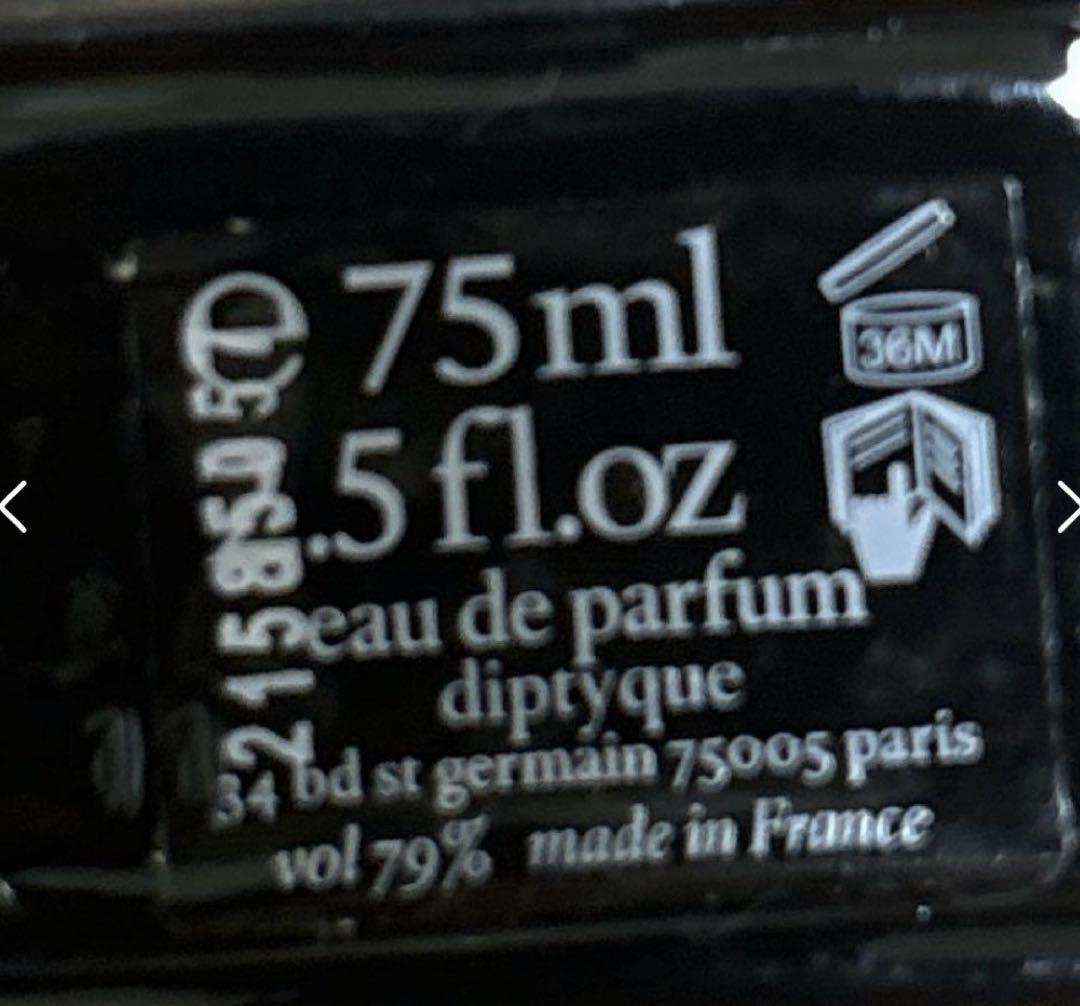 75ml
.5 fl.oz
36M
eau de parfum
diptyque
34 bd st germain 75005 paris
vol 79% made in France